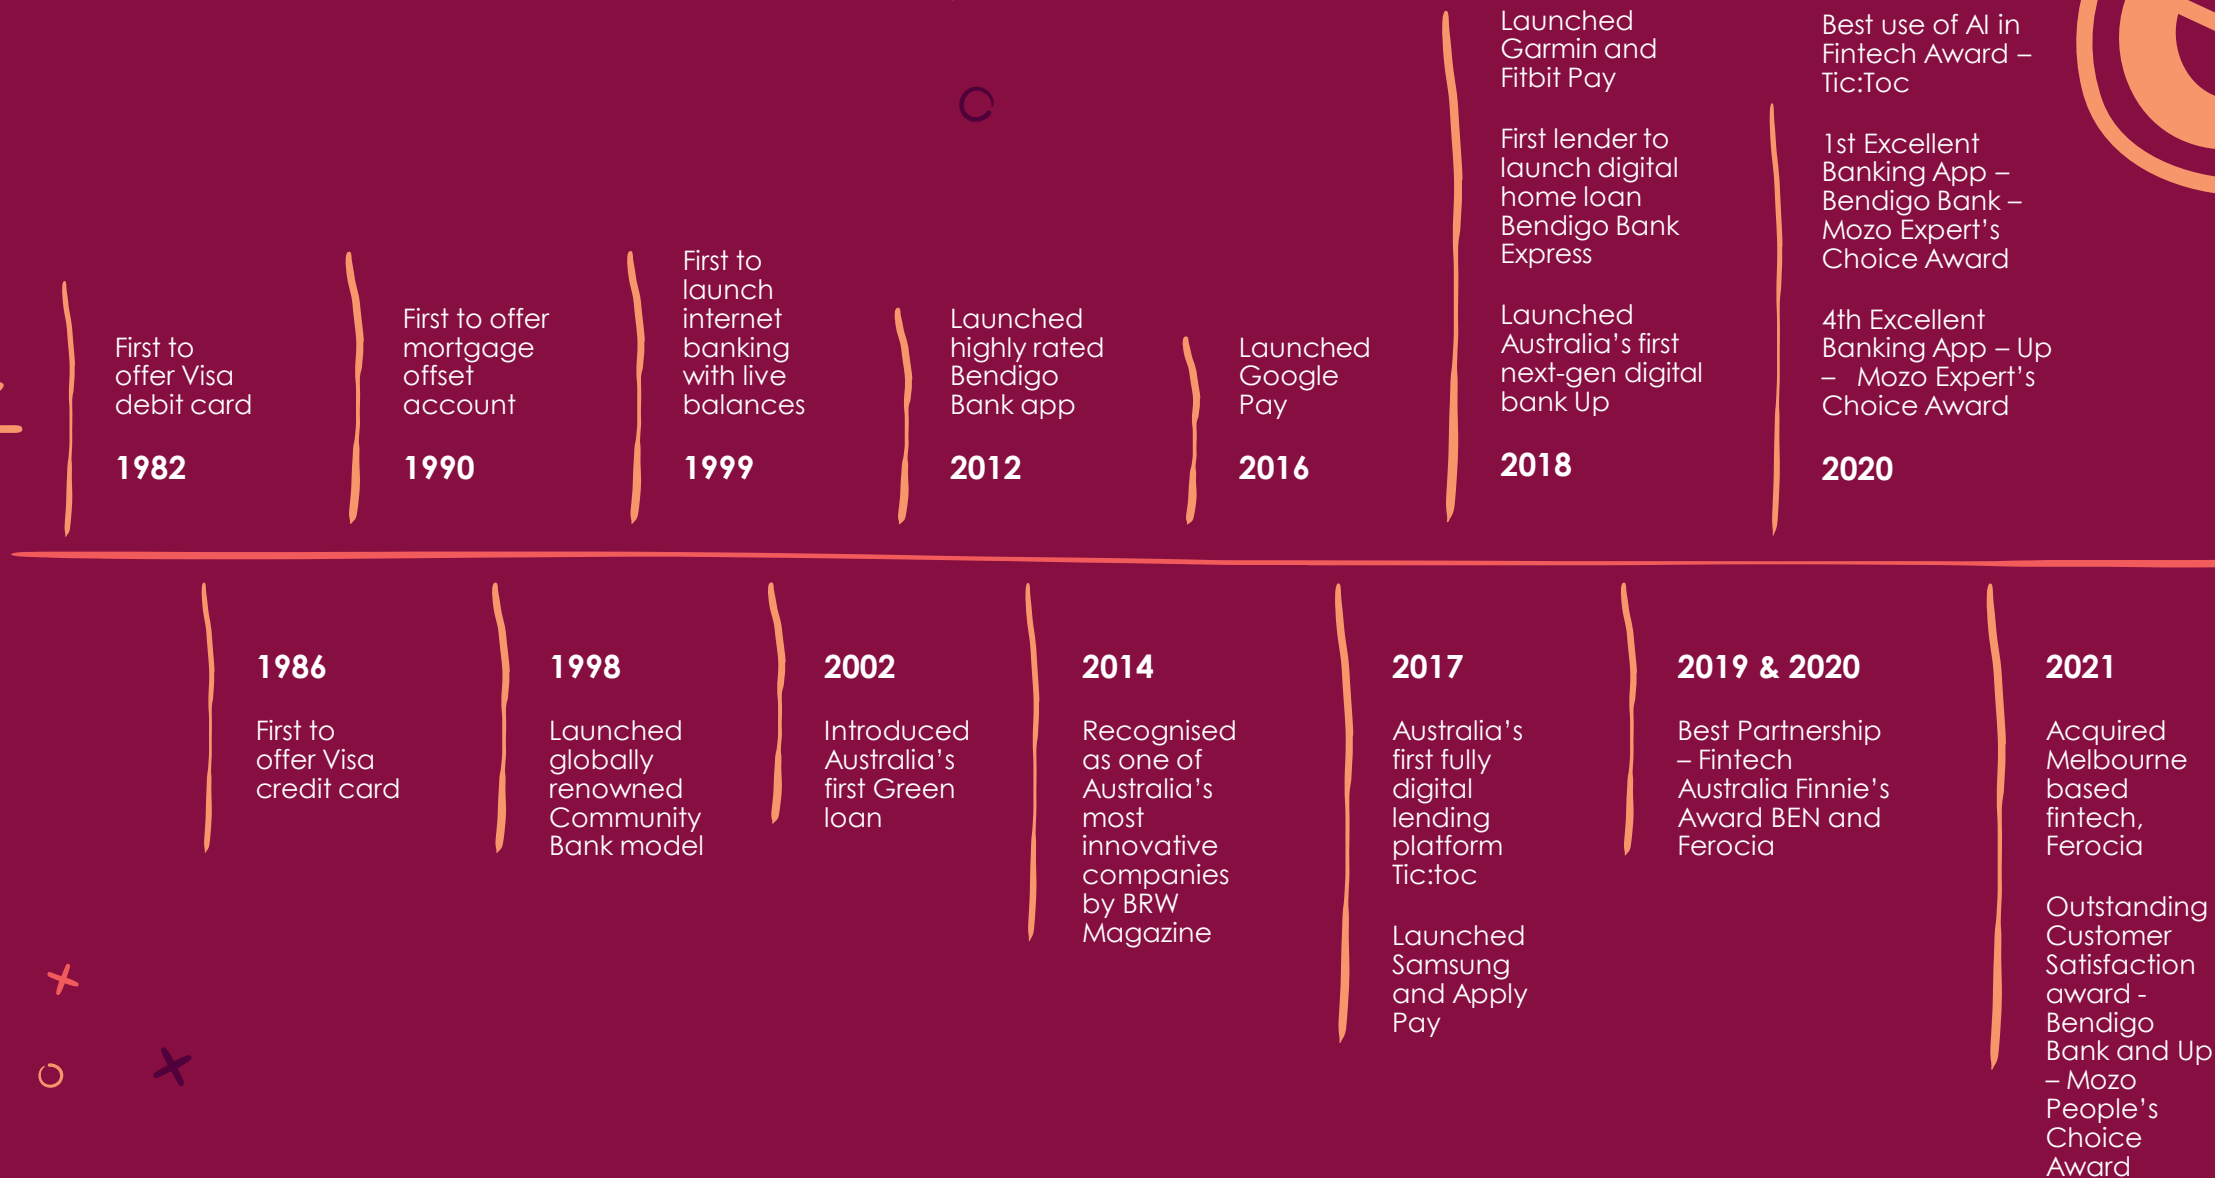 First to
offer Visa
debit card
1982
First to offer
mortgage
offset
account
1990
First to
launch
internet
banking
with live
balances
1999
Launched
highly rated
Bendigo
Bank app
2012
Launched
Google
Pay
2016
Launched
Garmin and
Fitbit Pay
First lender to
launch digital
home loan
Bendigo Bank
Express
Launched
Australia’s first
next-gen digital
bank Up
2018
Best use of AI in
Fintech Award –
Tic:Toc
1st Excellent
Banking App –
Bendigo Bank –
Mozo Expert’s
Choice Award
4th Excellent
Banking App – Up
– Mozo Expert’s
Choice Award
2020
1986
First to
offer Visa
credit card
1998
Launched
globally
renowned
Community
Bank model
2002
Introduced
Australia’s
first Green
loan
2014
Recognised
as one of
Australia’s
most
innovative
companies
by BRW
Magazine
2017
Australia’s
first fully
digital
lending
platform
Tic:toc
Launched
Samsung
and Apply
Pay
2019 & 2020
Best Partnership
– Fintech
Australia Finnie’s
Award BEN and
Ferocia
2021
Acquired
Melbourne
based
fintech,
Ferocia
Outstanding
Customer
Satisfaction
award -
Bendigo
Bank and Up
– Mozo
People’s
Choice
Award